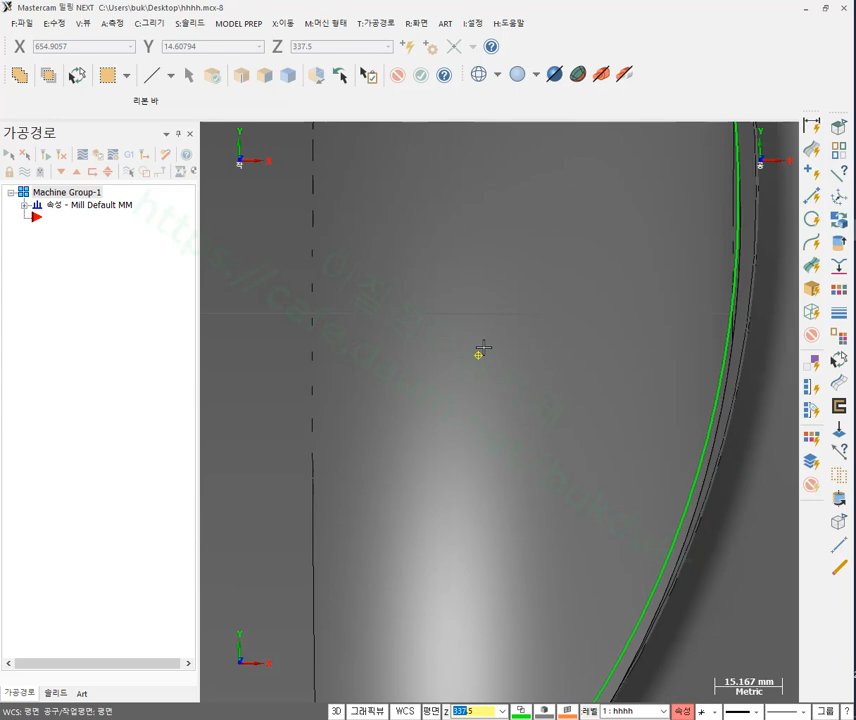 Mastercam 밀링 NEXT  C:\Users\buk\Desktop\hhhh.mcx-8
F:파일 E:수정 V:뷰 A:측정 C:그리기 S:솔리드 MODEL PREP X:이동 M:머신 형태 T:가공경로 R:화면 ART I:설정 H:도움말
X 654.9057 Y 14.60794 Z 337.5
리본 바
가공경로
G1
Machine Group-1
속성 - Mill Default MM
Y
X
Y
X
Y
X
Y
X
15.167 mm
Metric
가공경로 솔리드 Art
WCS: 평면 공구/작업평면: 평면
3D 그래픽뷰 WCS 평면 Z 337.5 레벨 1 : hhhh 속성 그룹 ?